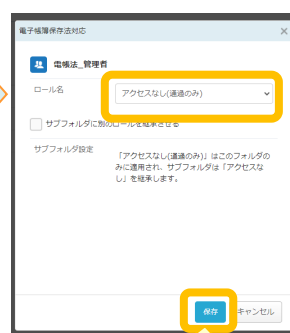 電子帳簿保存法対応
電帳法_管理者
ロール名
アクセスなし(通過のみ)
サブフォルダに別のロールを継承させる
サブフォルダ設定
「アクセスなし(通過のみ)」はこのフォルダの
みに適用され、サブフォルダは「アクセスな
し」を継承します。
保存
キャンセル